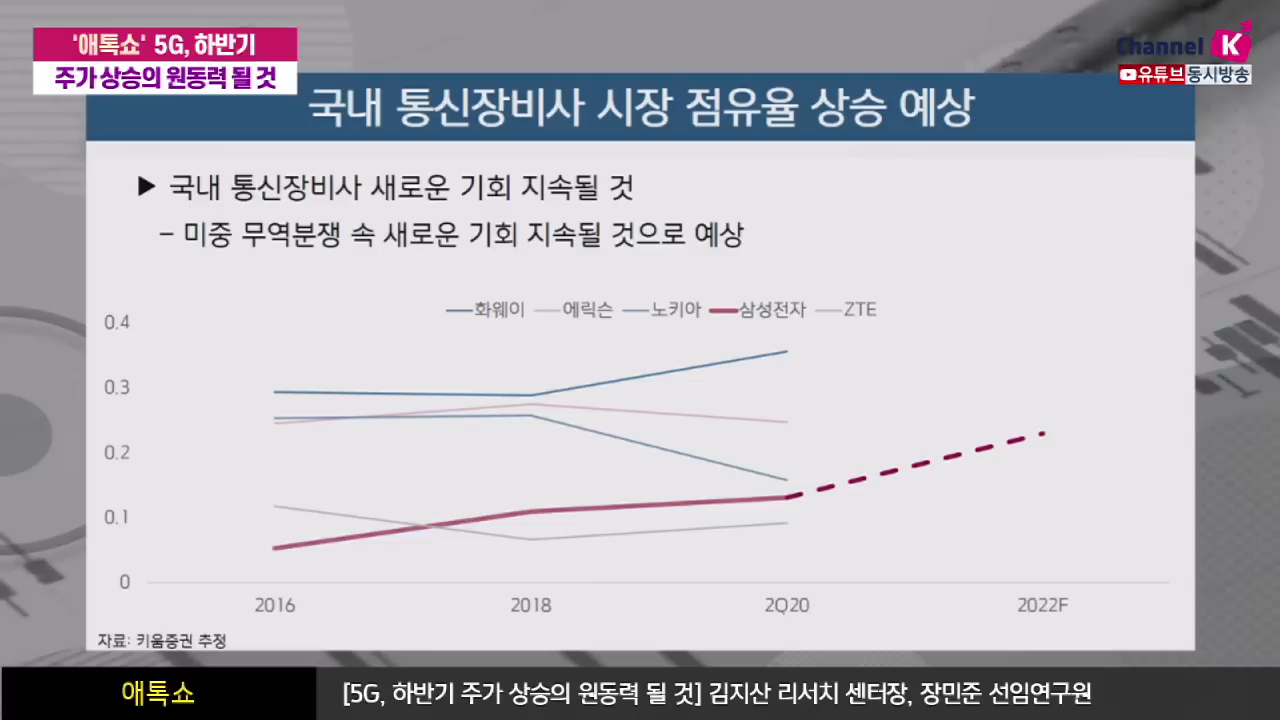 '애톡쇼' 5G, 하반기
주가 상승의 원동력 될 것
Channel K
유튜브 동시방송
국내 통신장비사 시장 점유율 상승 예상
▶ 국내 통신장비사 새로운 기회 지속될 것
– 미중 무역분쟁 속 새로운 기회 지속될 것으로 예상
화웨이 에릭슨 노키아 삼성전자 ZTE
0.4
0.3
0.2
0.1
0
2016 2018 2Q20 2022F
자료: 키움증권 추정
애톡쇼
[5G, 하반기 주가 상승의 원동력 될 것] 김지산 리서치 센터장, 장민준 선임연구원